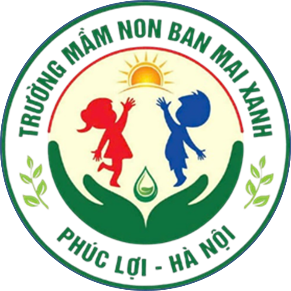 TRƯỜNG MẦM NON BAN MAI XANH
PHÚC LỢI - HÀ NỘI